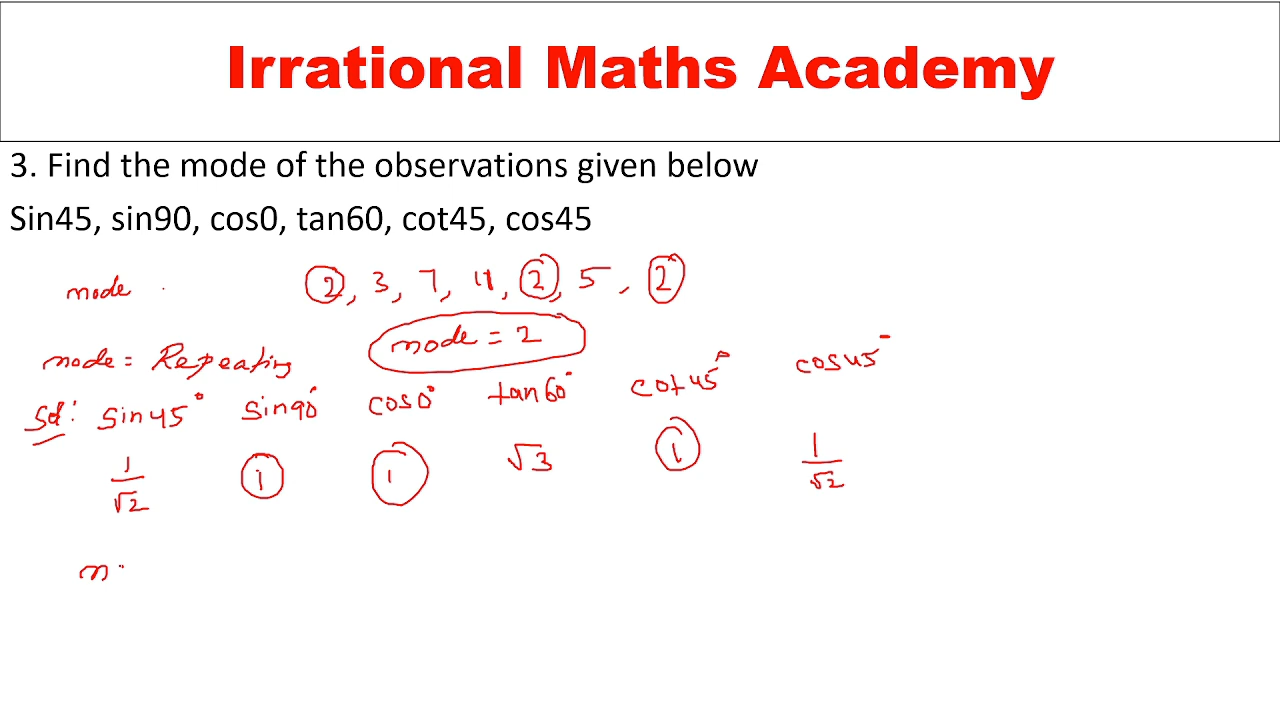 Irrational Maths Academy
3. Find the mode of the observations given below
Sin45, sin90, cos0, tan60, cot45, cos45
mode 2, 3, 7, 4, 2, 5, 2
mode = 2
mode = Repeating
Sol: sin45° sin90° cos0° tan60° cot45° cos45°
1/√2 1 1 √3 1 1/√2
m